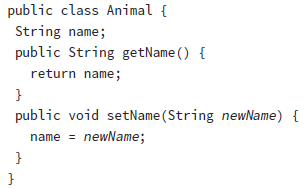 public class Animal {
 String name;
 public String getName() {
   return name;
 }
 public void setName(String newName) {
   name = newName;
 }
}